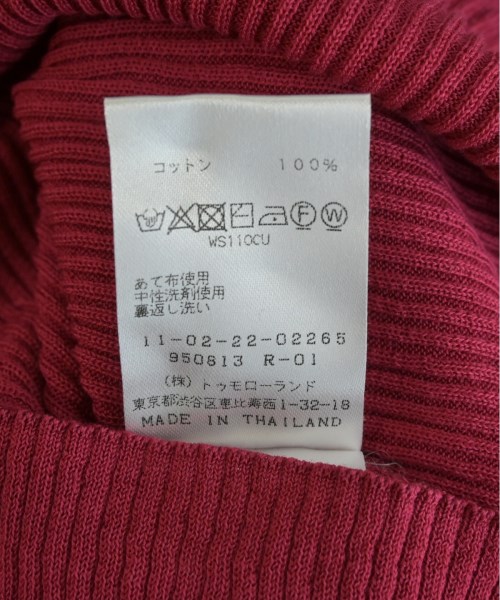 コットン 100%
F W
WS110CU
あて布使用
中性洗剤使用
裏返し洗い
11-02-22-02265
950813 R-01
(株)トゥモローランド
東京都渋谷区恵比寿西1-32-18
MADE IN THAILAND